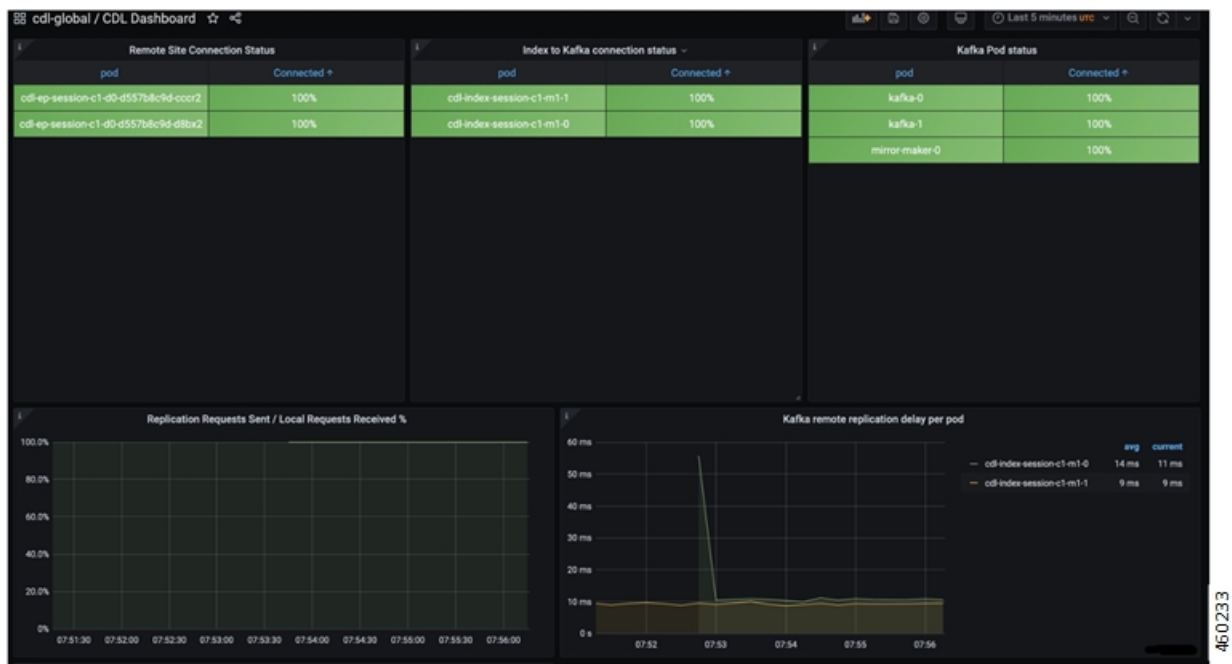 cdl-global / CDL Dashboard
Last 5 minutes UTC
Remote Site Connection Status
pod Connected ↑
cdl-ep-session-c1-d0-d557b8c9d-cccr2 100%
cdl-ep-session-c1-d0-d557b8c9d-d8bx2 100%
Index to Kafka connection status
pod Connected ↑
cdl-index-session-c1-m1-1 100%
cdl-index-session-c1-m1-0 100%
Kafka Pod status
pod Connected ↑
kafka-0 100%
kafka-1 100%
mirror-maker-0 100%
Replication Requests Sent / Local Requests Received %
100.0%
80.0%
60.0%
40.0%
20.0%
0%
07:51:30 07:52:00 07:52:30 07:53:00 07:53:30 07:54:00 07:54:30 07:55:00 07:55:30 07:56:00
Kafka remote replication delay per pod
60 ms
50 ms
40 ms
30 ms
20 ms
10 ms
0 s
07:52 07:53 07:54 07:55 07:56
avg current
cdl-index-session-c1-m1-0 14 ms 11 ms
cdl-index-session-c1-m1-1 9 ms 9 ms
460233